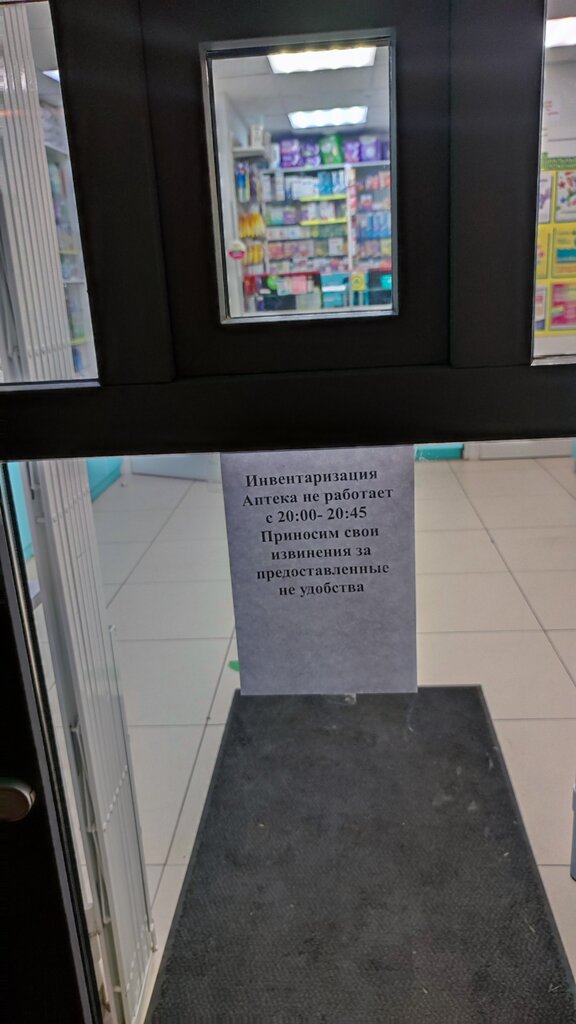 Инвентаризация
Аптека не работает
с 20:00- 20:45
Приносим свои
извинения за
предоставленные
не удобства